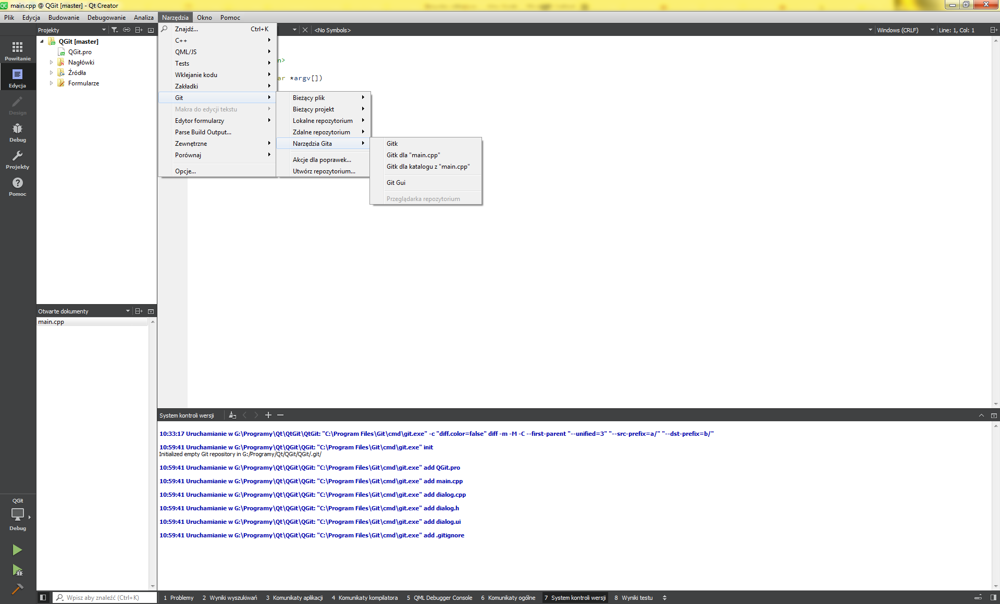 main.cpp @ QGit [master] - Qt Creator
Plik Edycja Budowanie Debugowanie Analiza Narzędzia Okno Pomoc
Projekty
<No Symbols>
Windows (CRLF)
Line: 1, Col: 1
Powitanie
Edycja
Design
Debug
Projekty
Pomoc
QGit [master]
QGit.pro
Nagłówki
Źródła
Formularze
Znajdź... Ctrl+K
C++
QML/JS
Tests
Wklejanie kodu
Zakładki
Git
Makra do edycji tekstu
Edytor formularzy
Parse Build Output...
Zewnętrzne
Porównaj
Opcje...
n>
ar *argv[])
Bieżący plik
Bieżący projekt
Lokalne repozytorium
Zdalne repozytorium
Narzędzia Gita
Akcje dla poprawek...
Utwórz repozytorium...
Gitk
Gitk dla "main.cpp"
Gitk dla katalogu z "main.cpp"
Git Gui
Przeglądarka repozytorium
Otwarte dokumenty
main.cpp
System kontroli wersji
10:33:17 Uruchamianie w G:\Programy\Qt\QtGit\QtGit: "C:\Program Files\Git\cmd\git.exe" -c "diff.color=false" diff -m -M -C --first-parent "--unified=3" "--src-prefix=a/" "--dst-prefix=b/"
10:59:41 Uruchamianie w G:\Programy\Qt\QGit\QGit: "C:\Program Files\Git\cmd\git.exe" init
Initialized empty Git repository in G:/Programy/Qt/QGit/QGit/.git/
10:59:41 Uruchamianie w G:\Programy\Qt\QGit\QGit: "C:\Program Files\Git\cmd\git.exe" add QGit.pro
10:59:41 Uruchamianie w G:\Programy\Qt\QGit\QGit: "C:\Program Files\Git\cmd\git.exe" add main.cpp
10:59:41 Uruchamianie w G:\Programy\Qt\QGit\QGit: "C:\Program Files\Git\cmd\git.exe" add dialog.cpp
10:59:41 Uruchamianie w G:\Programy\Qt\QGit\QGit: "C:\Program Files\Git\cmd\git.exe" add dialog.h
10:59:41 Uruchamianie w G:\Programy\Qt\QGit\QGit: "C:\Program Files\Git\cmd\git.exe" add dialog.ui
10:59:41 Uruchamianie w G:\Programy\Qt\QGit\QGit: "C:\Program Files\Git\cmd\git.exe" add .gitignore
QGit
Debug
Wpisz aby znaleźć (Ctrl+K)
1 Problemy 2 Wyniki wyszukiwań 3 Komunikaty aplikacji 4 Komunikaty kompilatora 5 QML Debugger Console 6 Komunikaty ogólne 7 System kontroli wersji 8 Wyniki testu